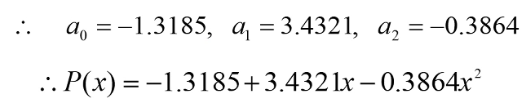 ∴ a₀ = −1.3185, a₁ = 3.4321, a₂ = −0.3864
∴ P(x) = −1.3185+3.4321x − 0.3864x²